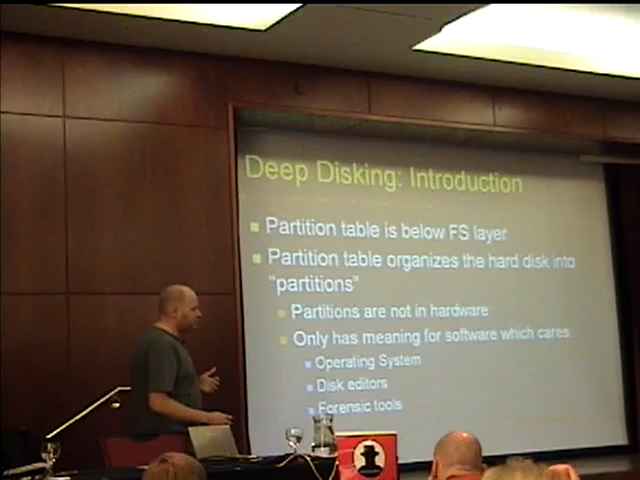 Deep Disking: Introduction
Partition table is below FS layer
Partition table organizes the hard disk into
"partitions"
Partitions are not in hardware
Only has meaning for software which cares
Operating System
Disk editors
Forensic tools